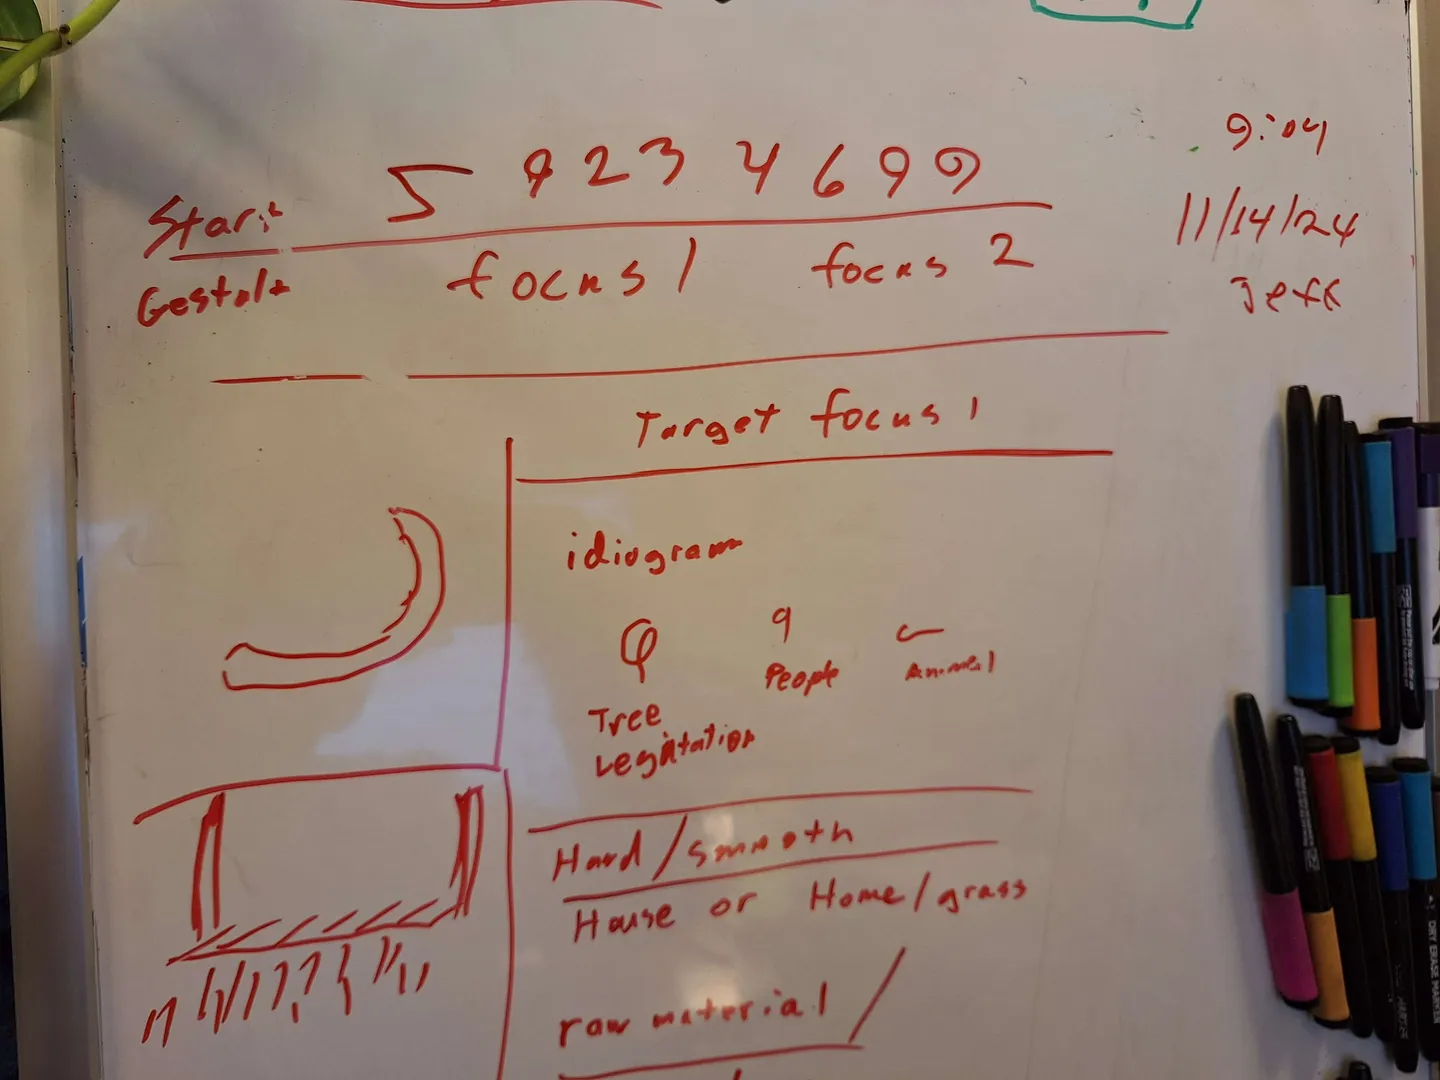 9:04
Start 5 9 2 3 4 6 9 9
11/14/24
Gestalt focus 1 focus 2
Jeff
Target focus 1
idiogram
People Animal
Tree
Vegitation
Hard/smooth
House or Home/grass
raw material/